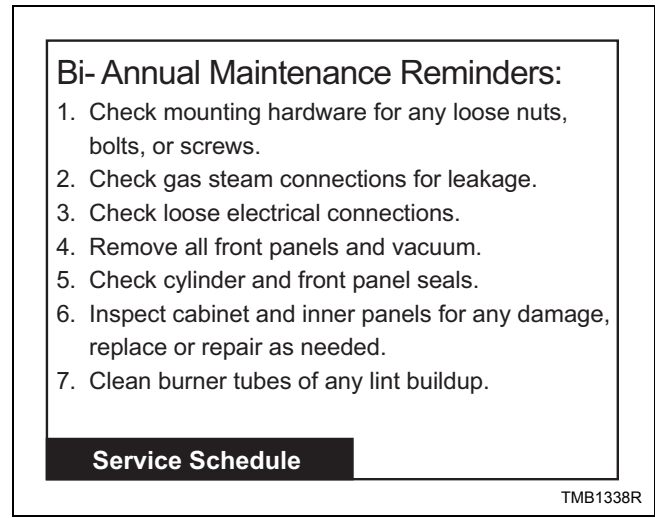 Bi- Annual Maintenance Reminders:
1. Check mounting hardware for any loose nuts,
bolts, or screws.
2. Check gas steam connections for leakage.
3. Check loose electrical connections.
4. Remove all front panels and vacuum.
5. Check cylinder and front panel seals.
6. Inspect cabinet and inner panels for any damage,
replace or repair as needed.
7. Clean burner tubes of any lint buildup.
Service Schedule
TMB1338R